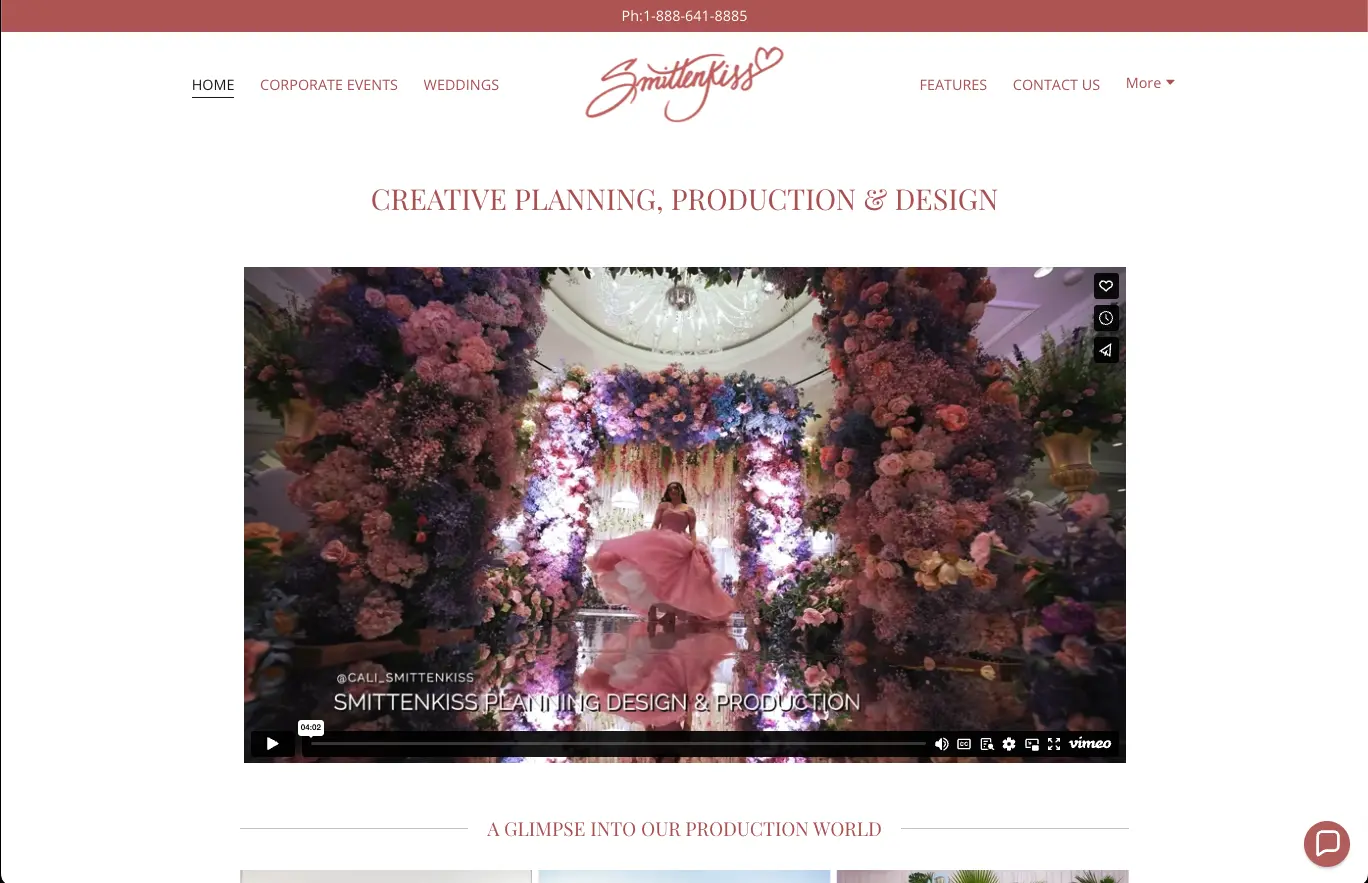 Ph:1-888-641-8885
HOME
CORPORATE EVENTS
WEDDINGS
SmittenKiss
FEATURES
CONTACT US
More
CREATIVE PLANNING, PRODUCTION & DESIGN
@CALI_SMITTENKISS
SMITTENKISS PLANNING DESIGN & PRODUCTION
04:02
CC
vimeo
A GLIMPSE INTO OUR PRODUCTION WORLD